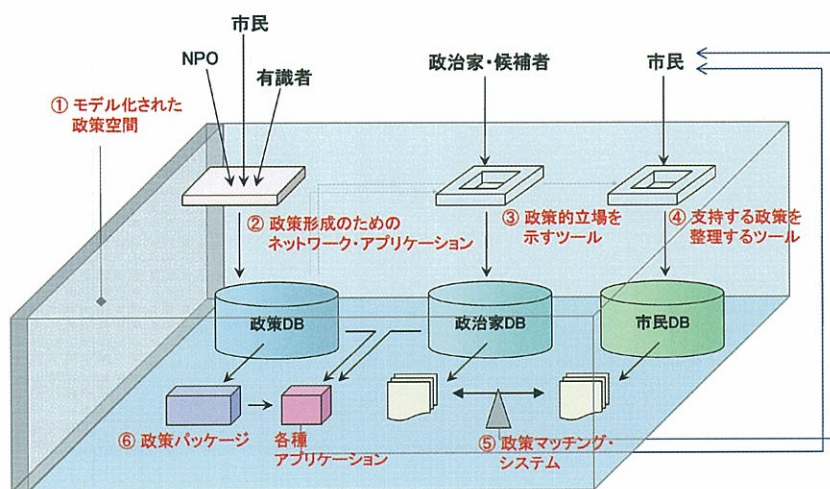 市民
NPO
有識者
政治家・候補者
市民
① モデル化された
政策空間
② 政策形成のための
ネットワーク・アプリケーション
③ 政策的立場を
示すツール
④ 支持する政策を
整理するツール
政策DB
政治家DB
市民DB
⑥ 政策パッケージ
各種
アプリケーション
⑤ 政策マッチング・
システム